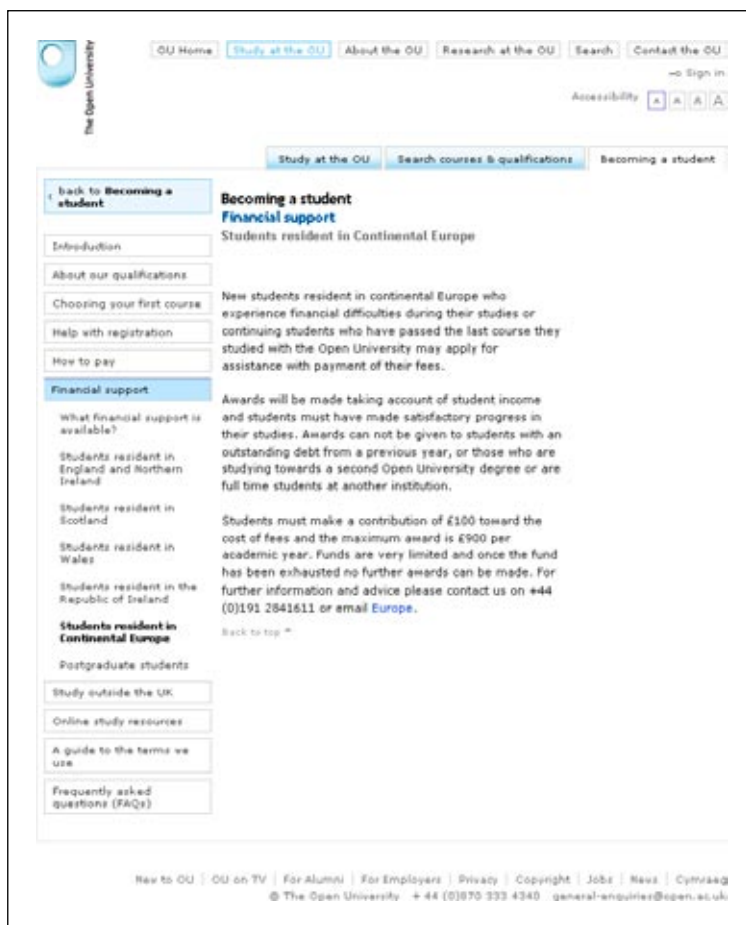 The Open University
OU Home
Study at the OU
About the OU
Research at the OU
Search
Contact the OU
Sign in
Accessibility A A A A
Study at the OU
Search courses & qualifications
Becoming a student
back to Becoming a
student
Introduction
About our qualifications
Choosing your first course
Help with registration
How to pay
Financial support
What financial support is
available?
Students resident in
England and Northern
Ireland
Students resident in
Scotland
Students resident in
Wales
Students resident in the
Republic of Ireland
Students resident in
Continental Europe
Postgraduate students
Study outside the UK
Online study resources
A guide to the terms we
use
Frequently asked
questions (FAQs)
Becoming a student
Financial support
Students resident in Continental Europe
New students resident in continental Europe who
experience financial difficulties during their studies or
continuing students who have passed the last course they
studied with the Open University may apply for
assistance with payment of their fees.
Awards will be made taking account of student income
and students must have made satisfactory progress in
their studies. Awards can not be given to students with an
outstanding debt from a previous year, or those who are
studying towards a second Open University degree or are
full time students at another institution.
Students must make a contribution of £100 toward the
cost of fees and the maximum award is £900 per
academic year. Funds are very limited and once the fund
has been exhausted no further awards can be made. For
further information and advice please contact us on +44
(0)191 2841611 or email Europe.
Back to top
New to OU | OU on TV | For Alumni | For Employers | Privacy | Copyright | Jobs | News | Cymraeg
© The Open University + 44 (0)870 333 4340 general-enquiries@open.ac.uk